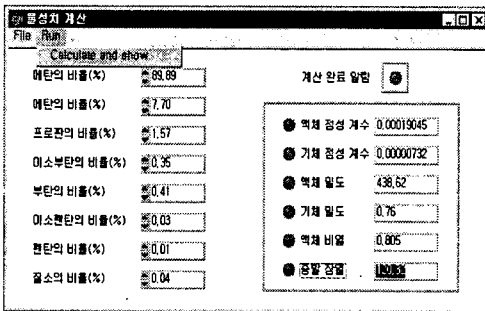 물성치 계산
File Run
Calculate and show
메탄의 비율(%) 89,89
에탄의 비율(%) 7,70
프로판의 비율(%) 1,57
이소부탄의 비율(%) 0,35
부탄의 비율(%) 0,41
이소펜탄의 비율(%) 0,03
펜탄의 비율(%) 0,01
질소의 비율(%) 0,04
계산 완료 알람
액체 점성 계수 0,00019045
기체 점성 계수 0,00000732
액체 밀도 438,62
기체 밀도 0,76
액체 비열 0,805
증발 잠열